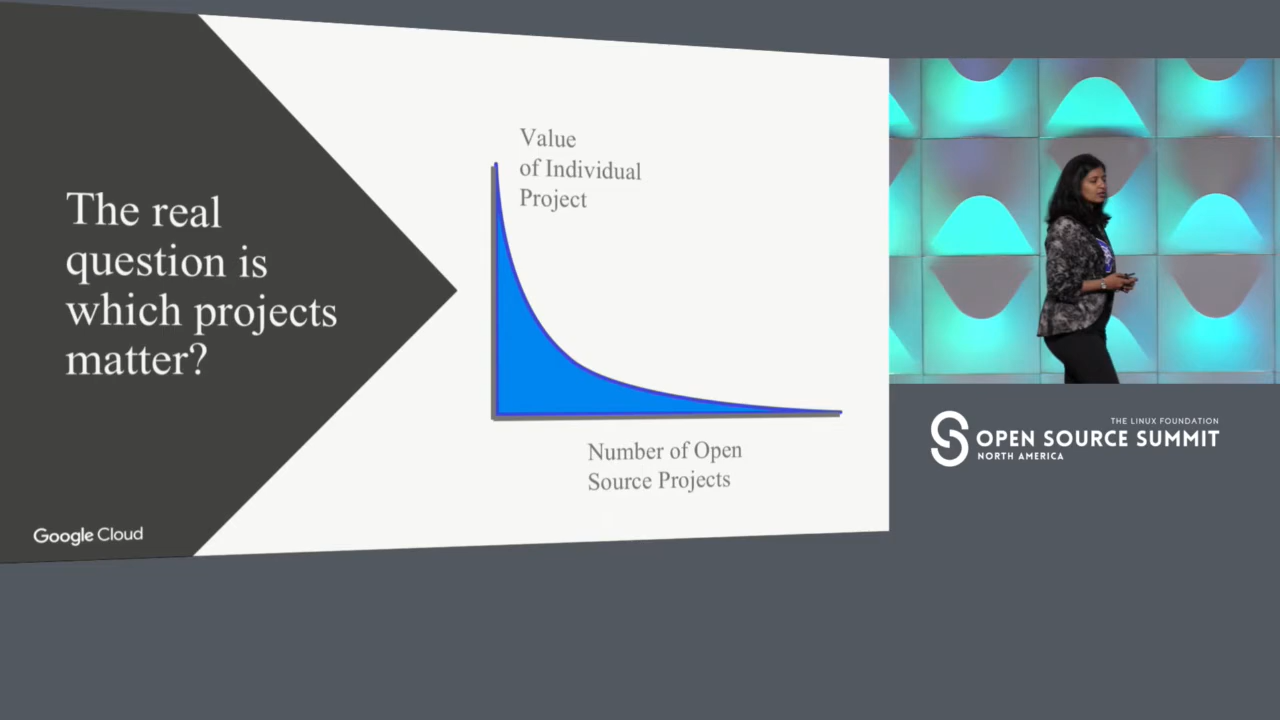 The real
question is
which projects
matter?
Google Cloud
Value
of Individual
Project
Number of Open
Source Projects
THE LINUX FOUNDATION
OPEN SOURCE SUMMIT
NORTH AMERICA